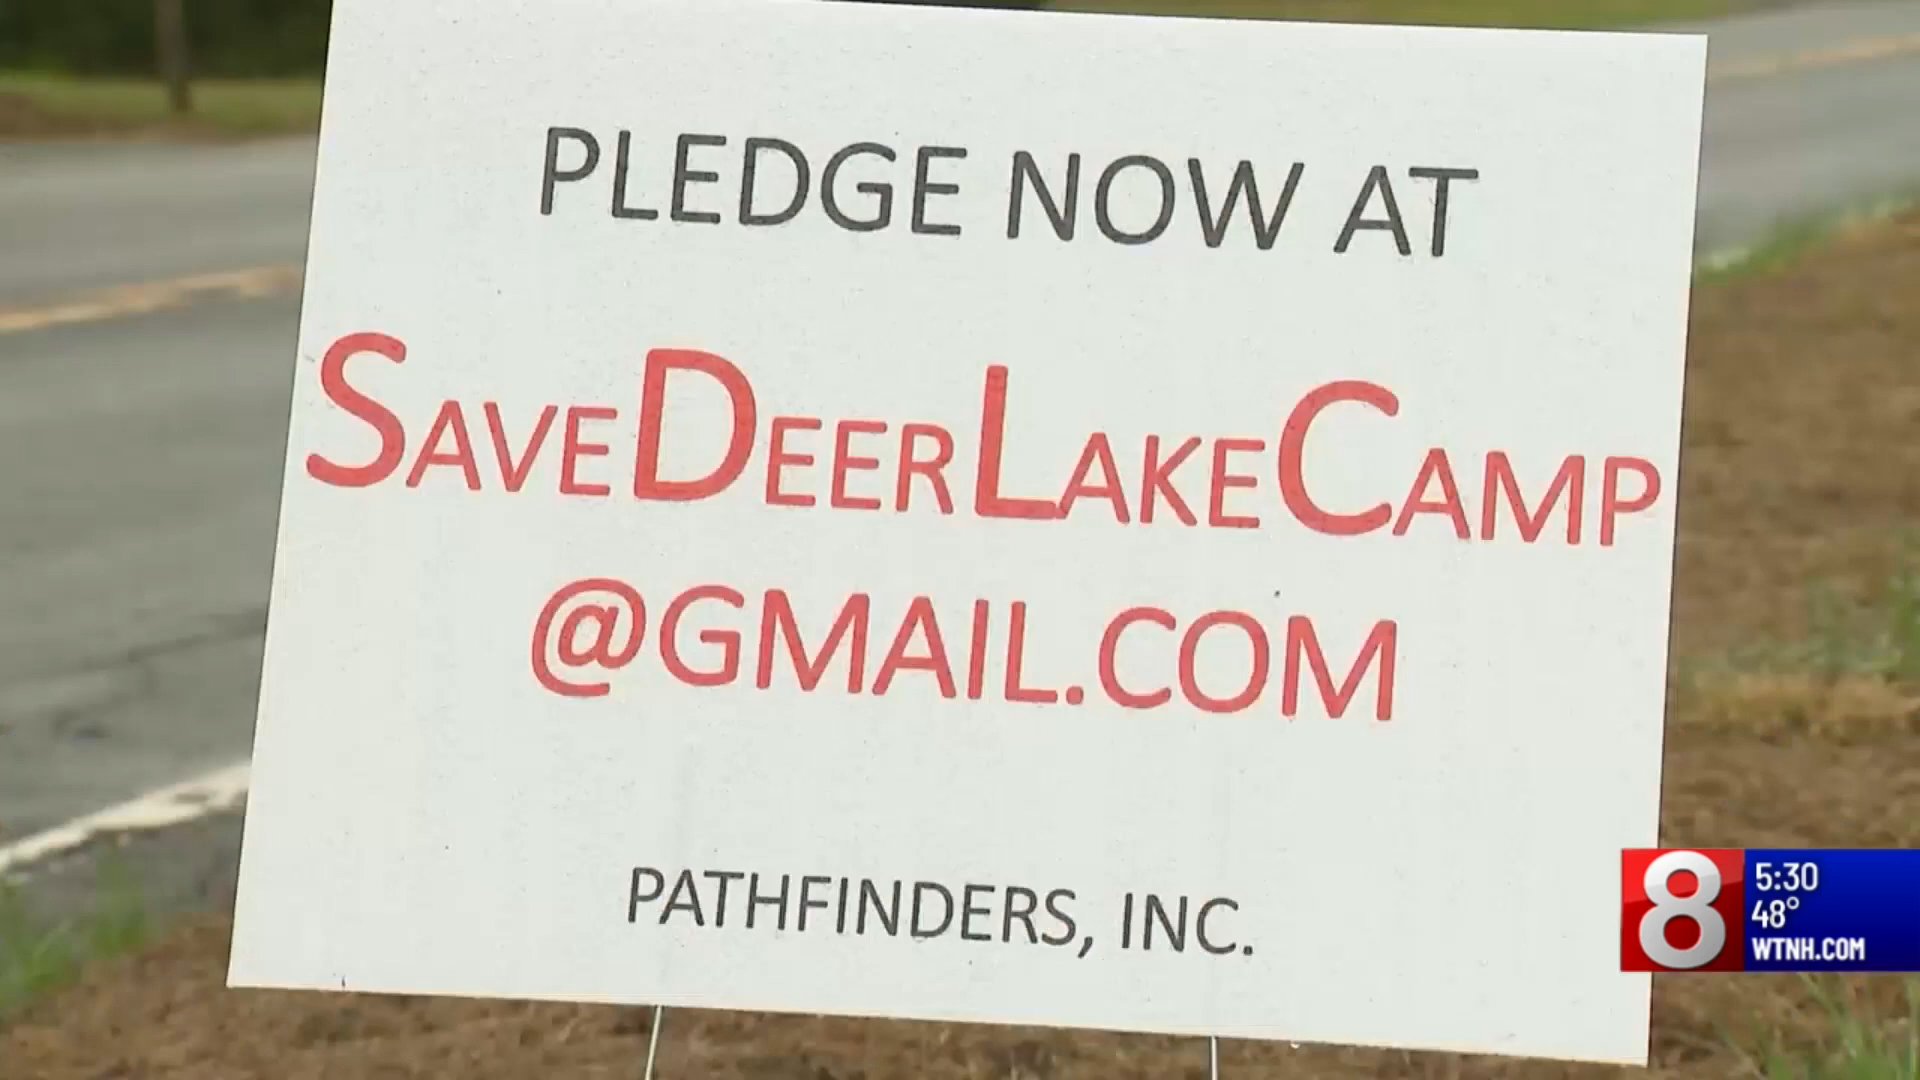 PLEDGE NOW AT
SAVEDEERLAKECAMP
@GMAIL.COM
PATHFINDERS, INC.
8
5:30
48°
WTNH.COM